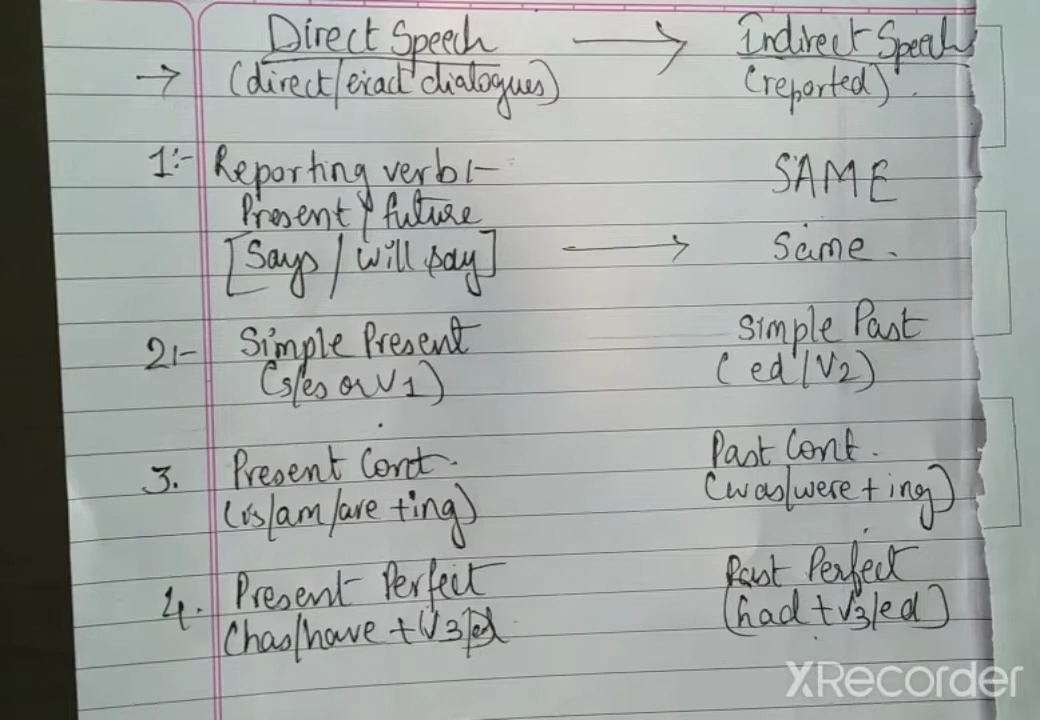 Direct Speech → Indirect Speech
→ (direct/exact dialogues) (reported).
1:- Reporting verb:- SAME
Present / future
[Says / will say] → Same.
2:- Simple Present Simple Past
(s/es or V1) (ed/V2)
3. Present Cont. Past Cont.
(is/am/are +ing) (was/were + ing)
4. Present Perfect Past Perfect
(has/have + V3/ed (had + V3/ed)
XRecorder